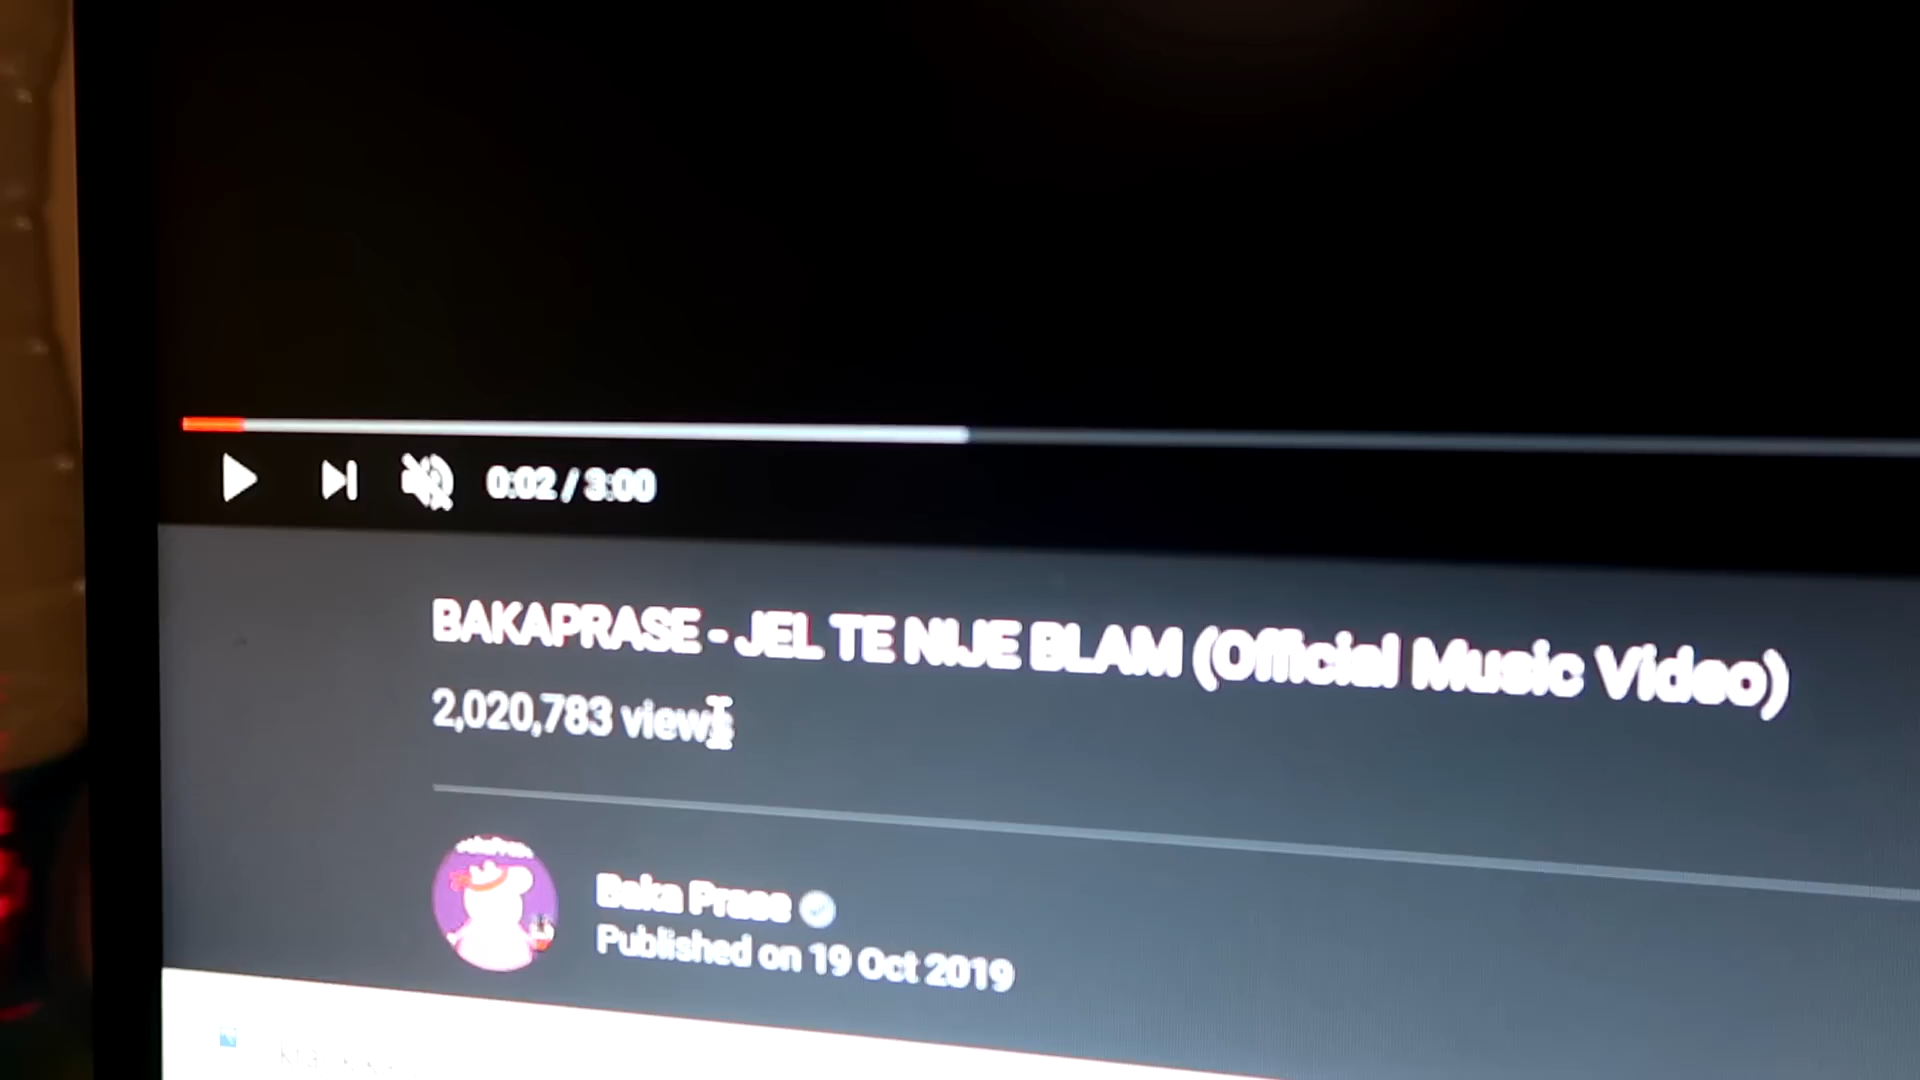 0:02 / 3:00
BAKAPRASE - JEL TE NIJE BLAM (Official Music Video)
2,020,783 views
Baka Prase
Published on 19 Oct 2019